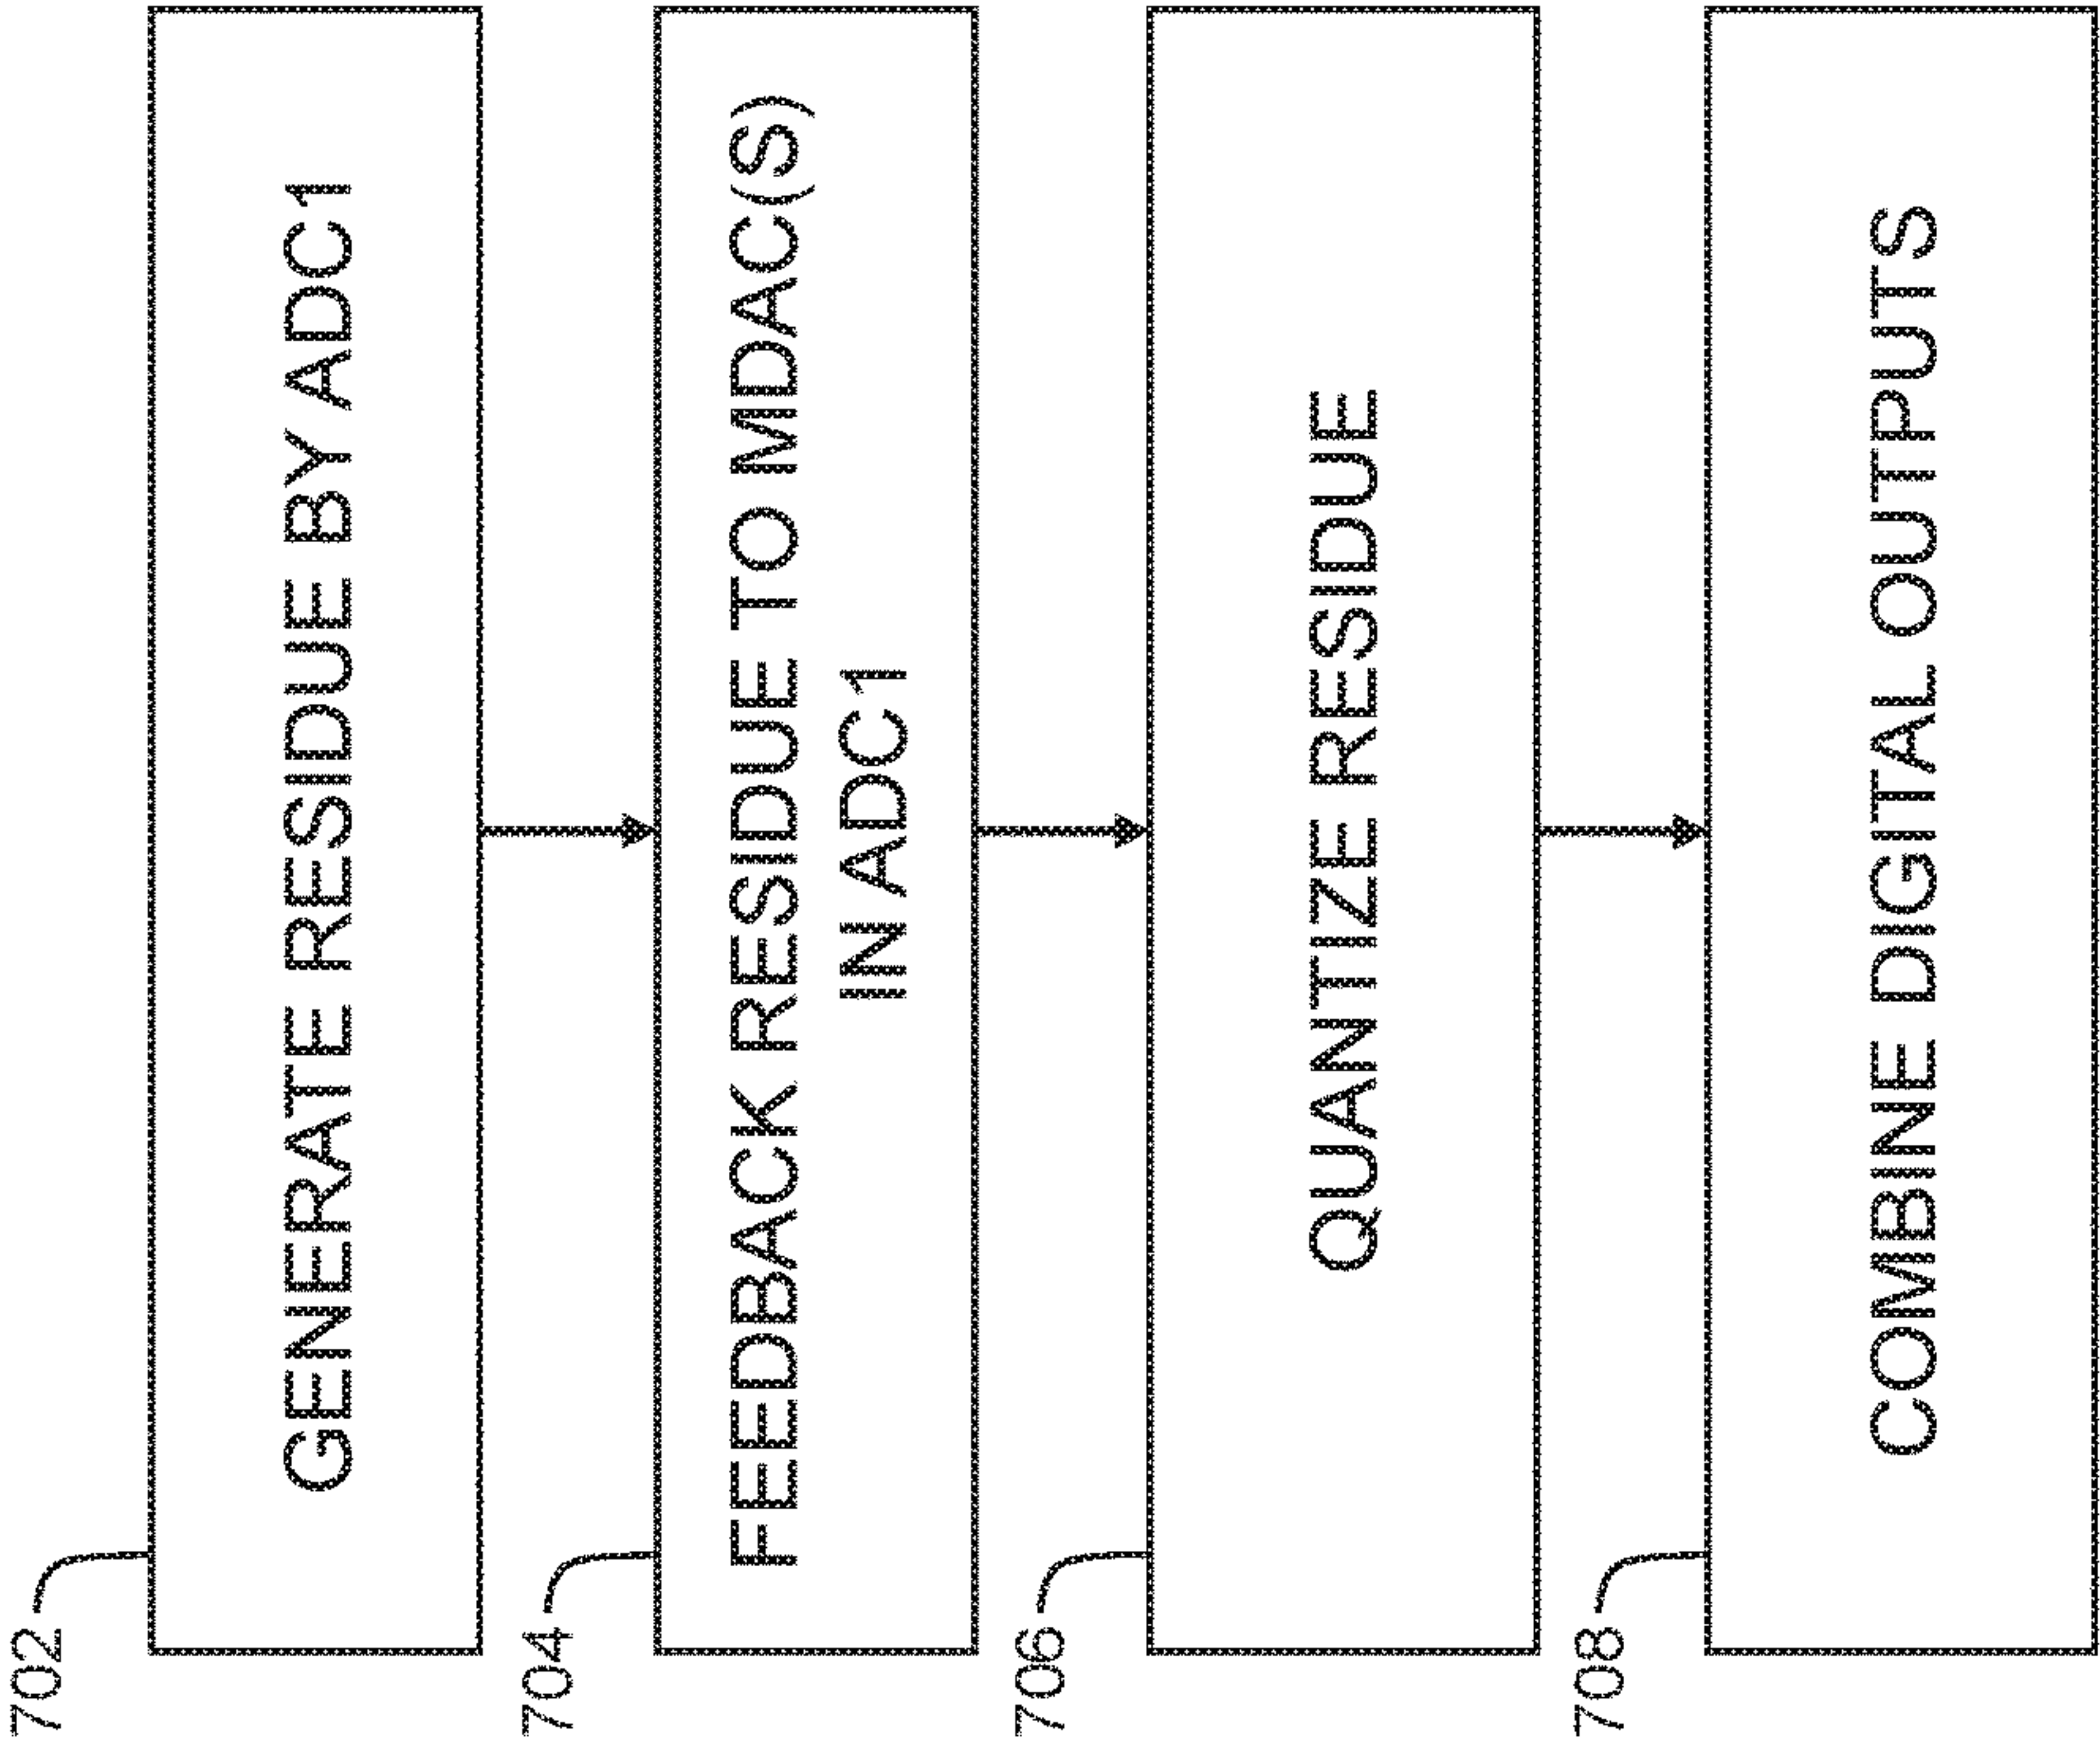 702
GENERATE RESIDUE BY ADC1
704
FEEDBACK RESIDUE TO MDAC(S)
IN ADC1
706
QUANTIZE RESIDUE
708
COMBINE DIGITAL OUTPUTS